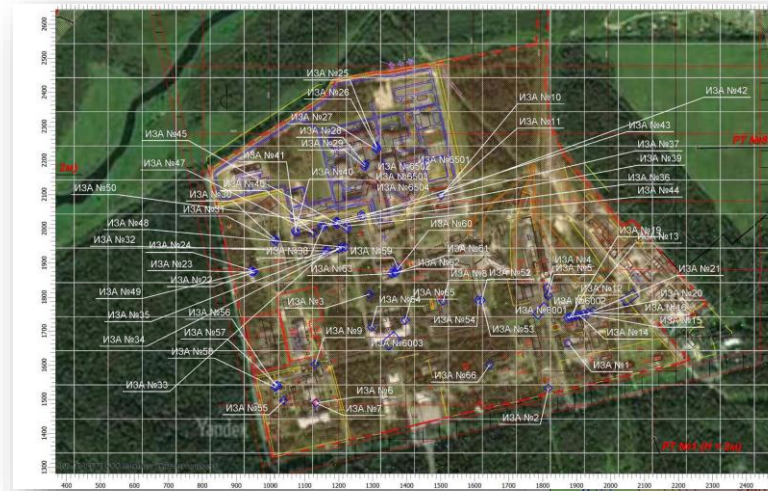 2600
2500
2400
2300
2200
2100
2000
1900
1800
1700
1600
1500
1400
1300
ИЗА №25
ИЗА №26
ИЗА №10
ИЗА №42
ИЗА №27
ИЗА №11
ИЗА №28
ИЗА №45
ИЗА №43
ИЗА №29
ИЗА №41
ИЗА №37
ИЗА №47
ИЗА №40
ИЗА №6501
ИЗА №39
ИЗА №6502
ИЗА №6503
ИЗА №36
ИЗА №50
ИЗА №6504
ИЗА №44
ИЗА №48
ИЗА №60
ИЗА №19
ИЗА №13
ИЗА №32
ИЗА №24
ИЗА №59
ИЗА №61
ИЗА №4
ИЗА №23
ИЗА №63
ИЗА №62
ИЗА №8
ИЗА №52
ИЗА №5
ИЗА №21
ИЗА №22
ИЗА №12
ИЗА №49
ИЗА №3
ИЗА №20
ИЗА №35
ИЗА №56
ИЗА №6001
ИЗА №6002
ИЗА №54
ИЗА №53
ИЗА №15
ИЗА №34
ИЗА №57
ИЗА №9
ИЗА №14
ИЗА №58
ИЗА №6003
ИЗА №66
ИЗА №1
ИЗА №33
ИЗА №6
ИЗА №55
ИЗА №7
ИЗА №2
Yandex
400 500 600 700 800 900 1000 1100 1200 1300 1400 1500 1600 1700 1800 1900 2000 2100 2200 2300 2400